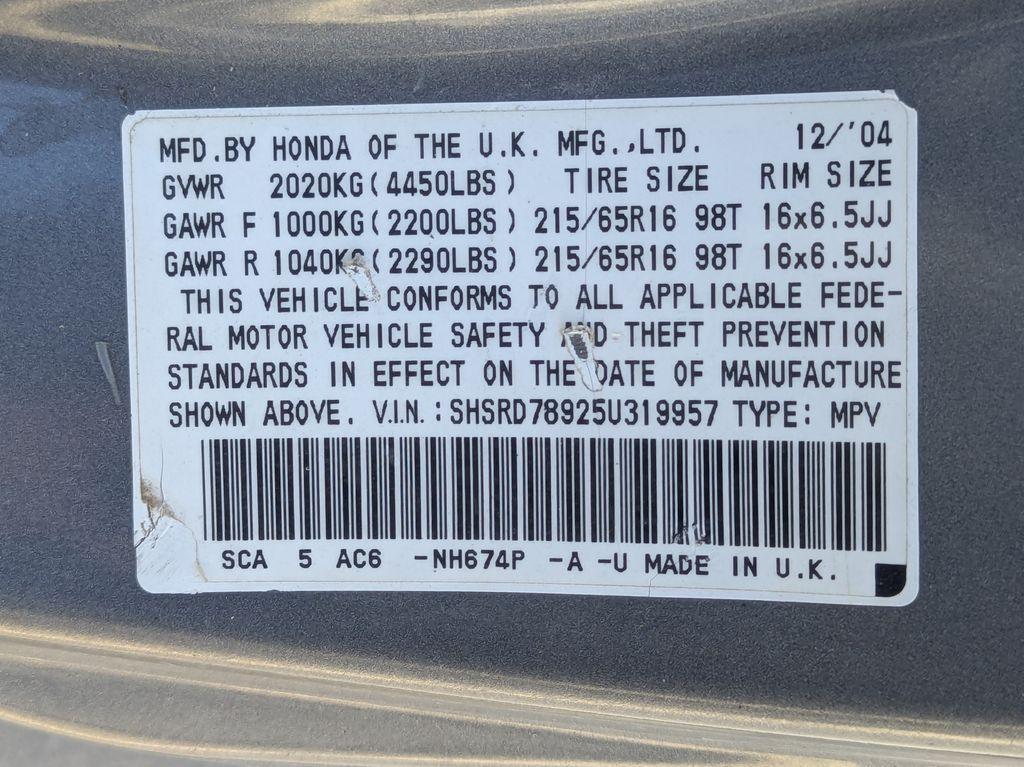 MFD.BY HONDA OF THE U.K. MFG.,LTD. 12/'04
GVWR 2020KG(4450LBS) TIRE SIZE RIM SIZE
GAWR F 1000KG(2200LBS) 215/65R16 98T 16x6.5JJ
GAWR R 1040KG(2290LBS) 215/65R16 98T 16x6.5JJ
THIS VEHICLE CONFORMS TO ALL APPLICABLE FEDE-
RAL MOTOR VEHICLE SAFETY AND THEFT PREVENTION
STANDARDS IN EFFECT ON THE DATE OF MANUFACTURE
SHOWN ABOVE. V.I.N.:SHSRD78925U319957 TYPE: MPV
SCA 5 AC6 -NH674P -A -U MADE IN U.K.